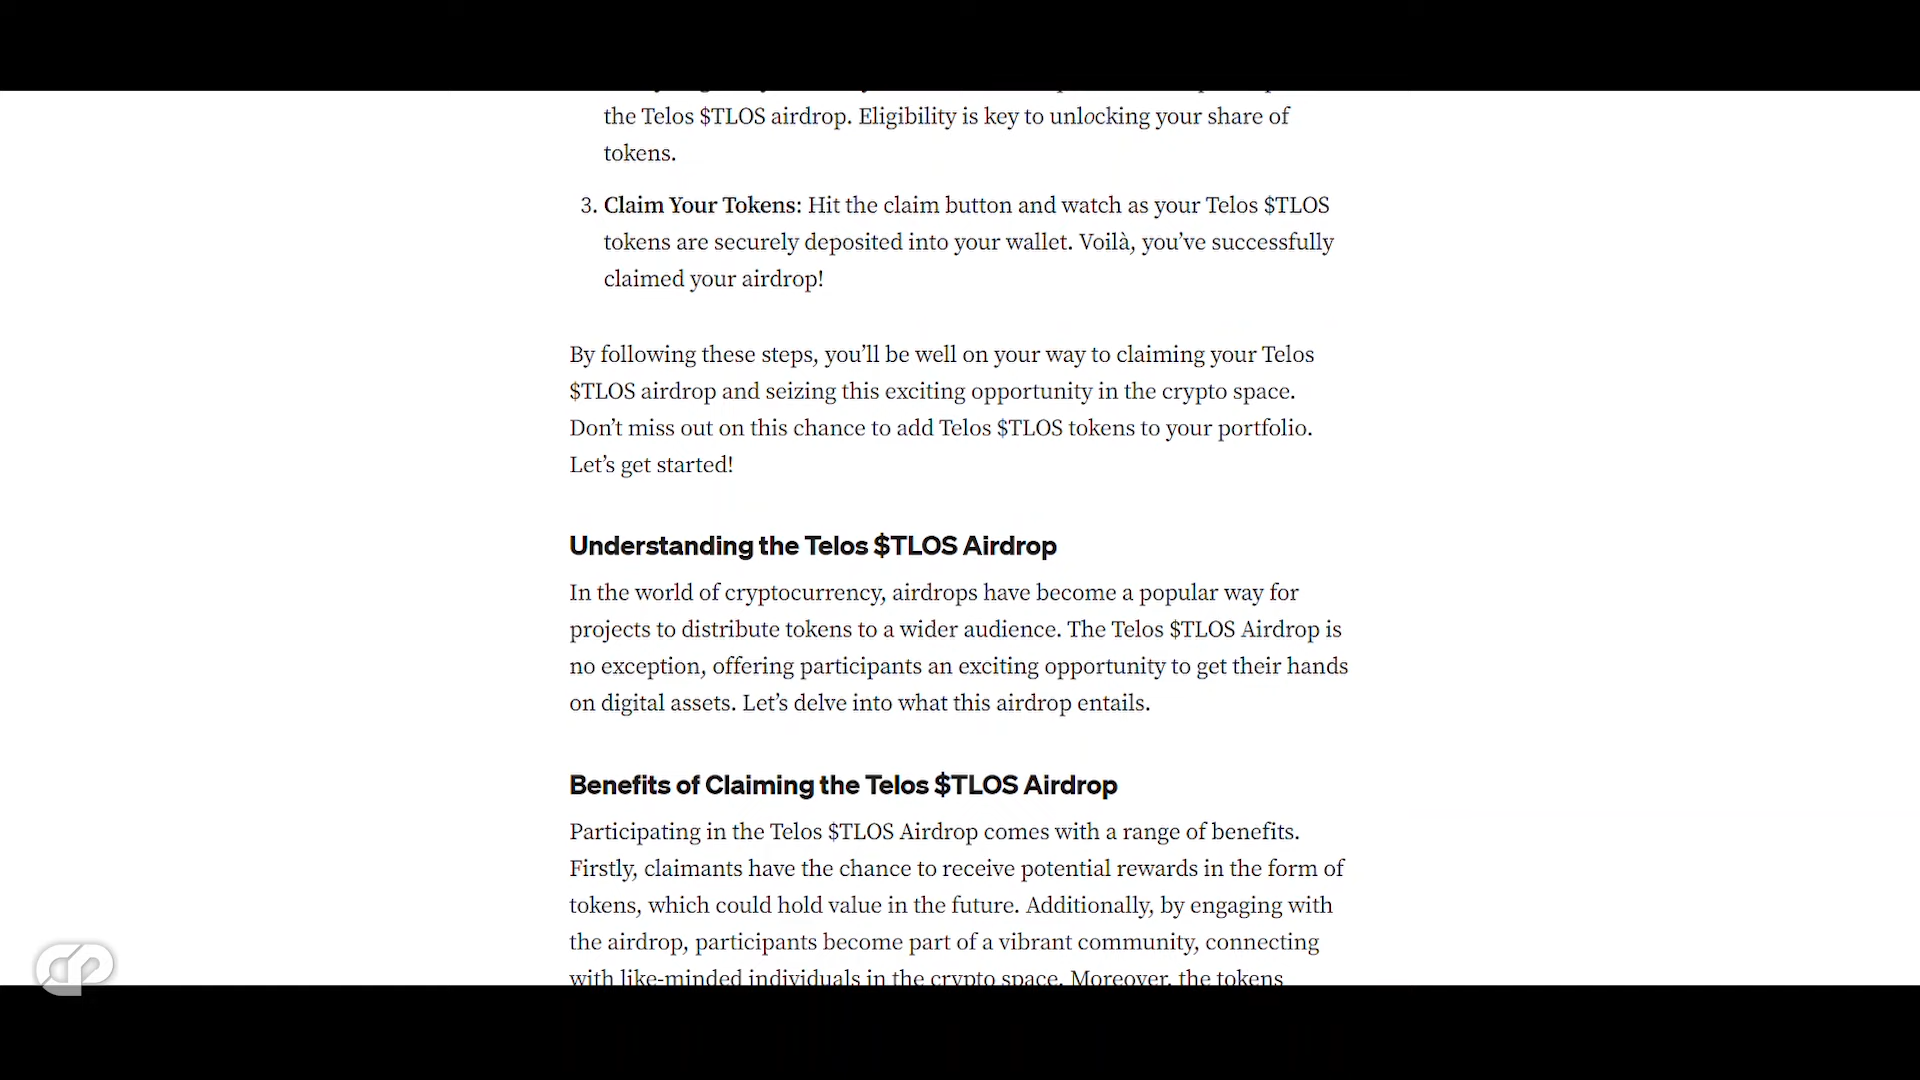 the Telos $TLOS airdrop. Eligibility is key to unlocking your share of
tokens.
3. Claim Your Tokens: Hit the claim button and watch as your Telos $TLOS
tokens are securely deposited into your wallet. Voilà, you’ve successfully
claimed your airdrop!
By following these steps, you’ll be well on your way to claiming your Telos
$TLOS airdrop and seizing this exciting opportunity in the crypto space.
Don’t miss out on this chance to add Telos $TLOS tokens to your portfolio.
Let’s get started!
Understanding the Telos $TLOS Airdrop
In the world of cryptocurrency, airdrops have become a popular way for
projects to distribute tokens to a wider audience. The Telos $TLOS Airdrop is
no exception, offering participants an exciting opportunity to get their hands
on digital assets. Let’s delve into what this airdrop entails.
Benefits of Claiming the Telos $TLOS Airdrop
Participating in the Telos $TLOS Airdrop comes with a range of benefits.
Firstly, claimants have the chance to receive potential rewards in the form of
tokens, which could hold value in the future. Additionally, by engaging with
the airdrop, participants become part of a vibrant community, connecting
with like-minded individuals in the crypto space. Moreover, the tokens